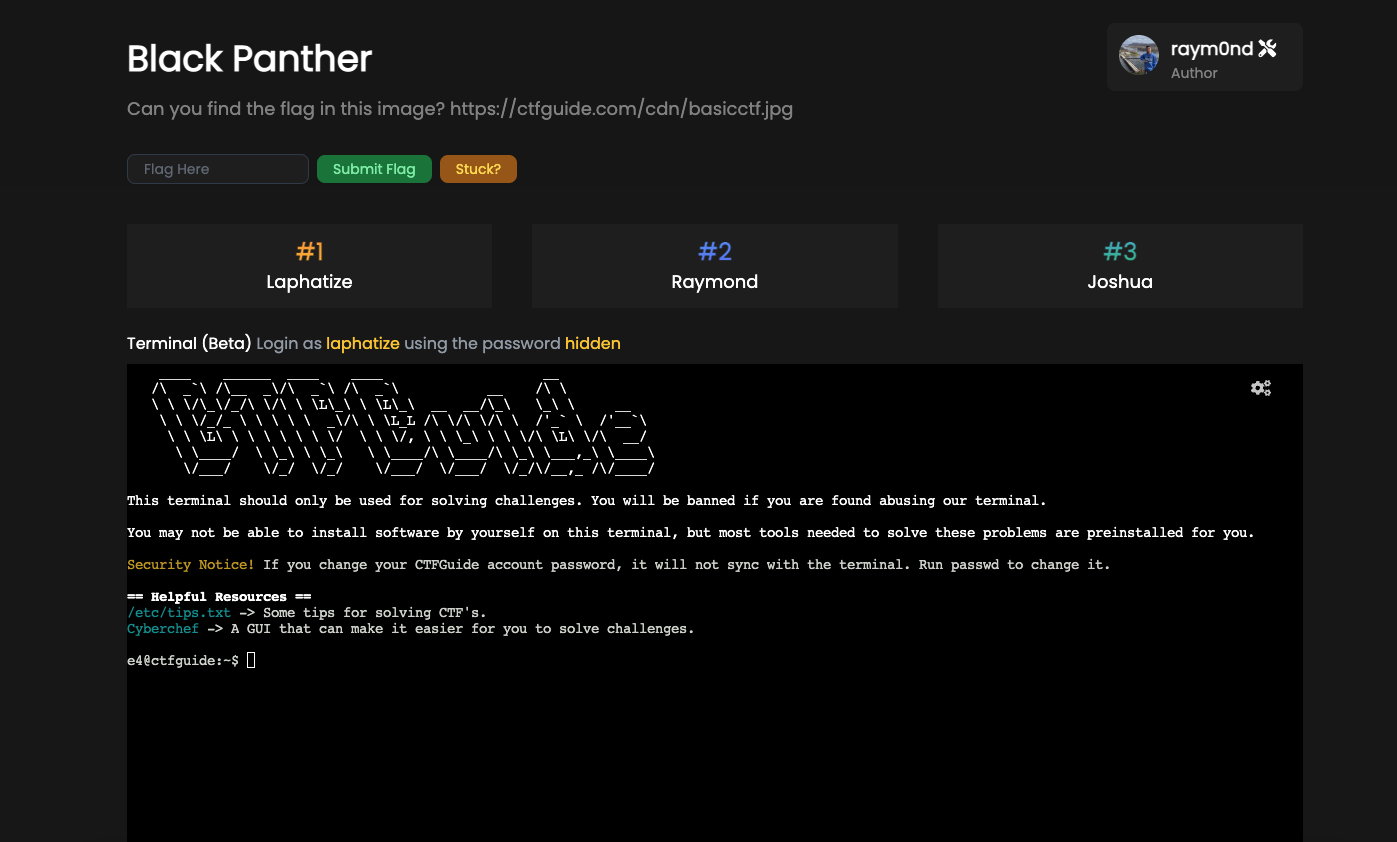 Black Panther
raym0nd
Author
Can you find the flag in this image? https://ctfguide.com/cdn/basicctf.jpg
Flag Here
Submit Flag
Stuck?
#1
Laphatize
#2
Raymond
#3
Joshua
Terminal (Beta) Login as laphatize using the password hidden
CTFGuide
This terminal should only be used for solving challenges. You will be banned if you are found abusing our terminal.
You may not be able to install software by yourself on this terminal, but most tools needed to solve these problems are preinstalled for you.
Security Notice! If you change your CTFGuide account password, it will not sync with the terminal. Run passwd to change it.
== Helpful Resources ==
/etc/tips.txt -> Some tips for solving CTF's.
Cyberchef -> A GUI that can make it easier for you to solve challenges.
e4@ctfguide:~$